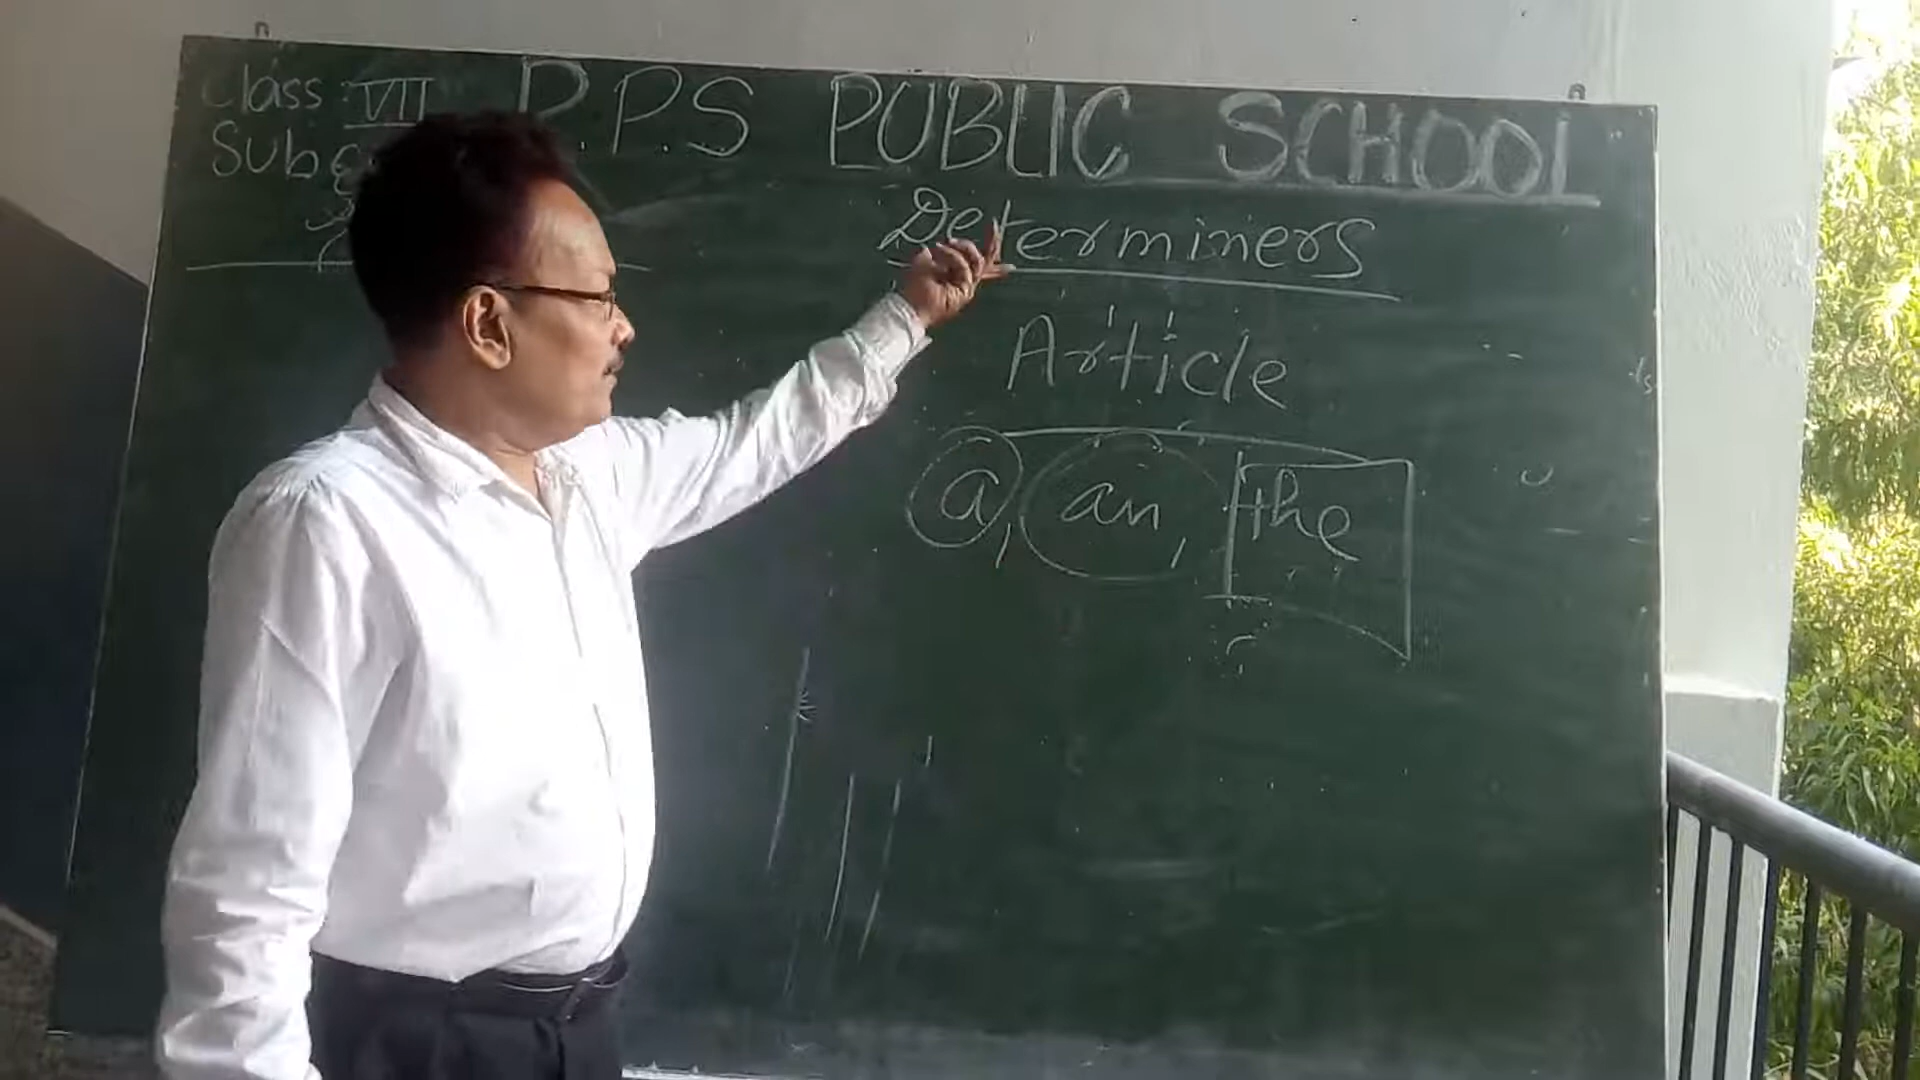 Class VII
P.P.S PUBLIC SCHOOL
Determiners
Article
a, an, the